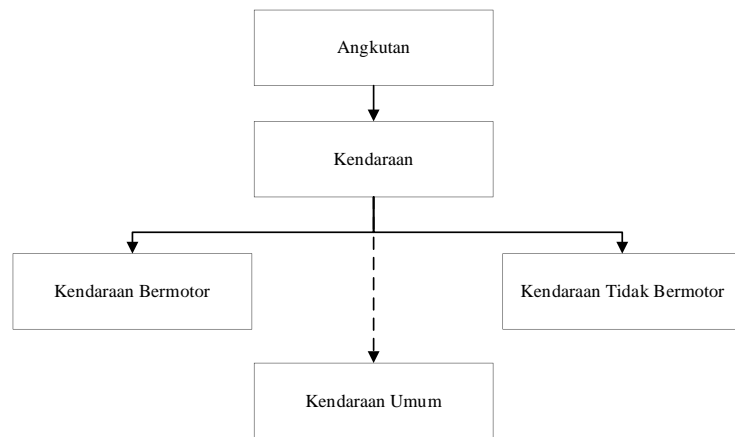 Angkutan
Kendaraan
Kendaraan Bermotor
Kendaraan Tidak Bermotor
Kendaraan Umum